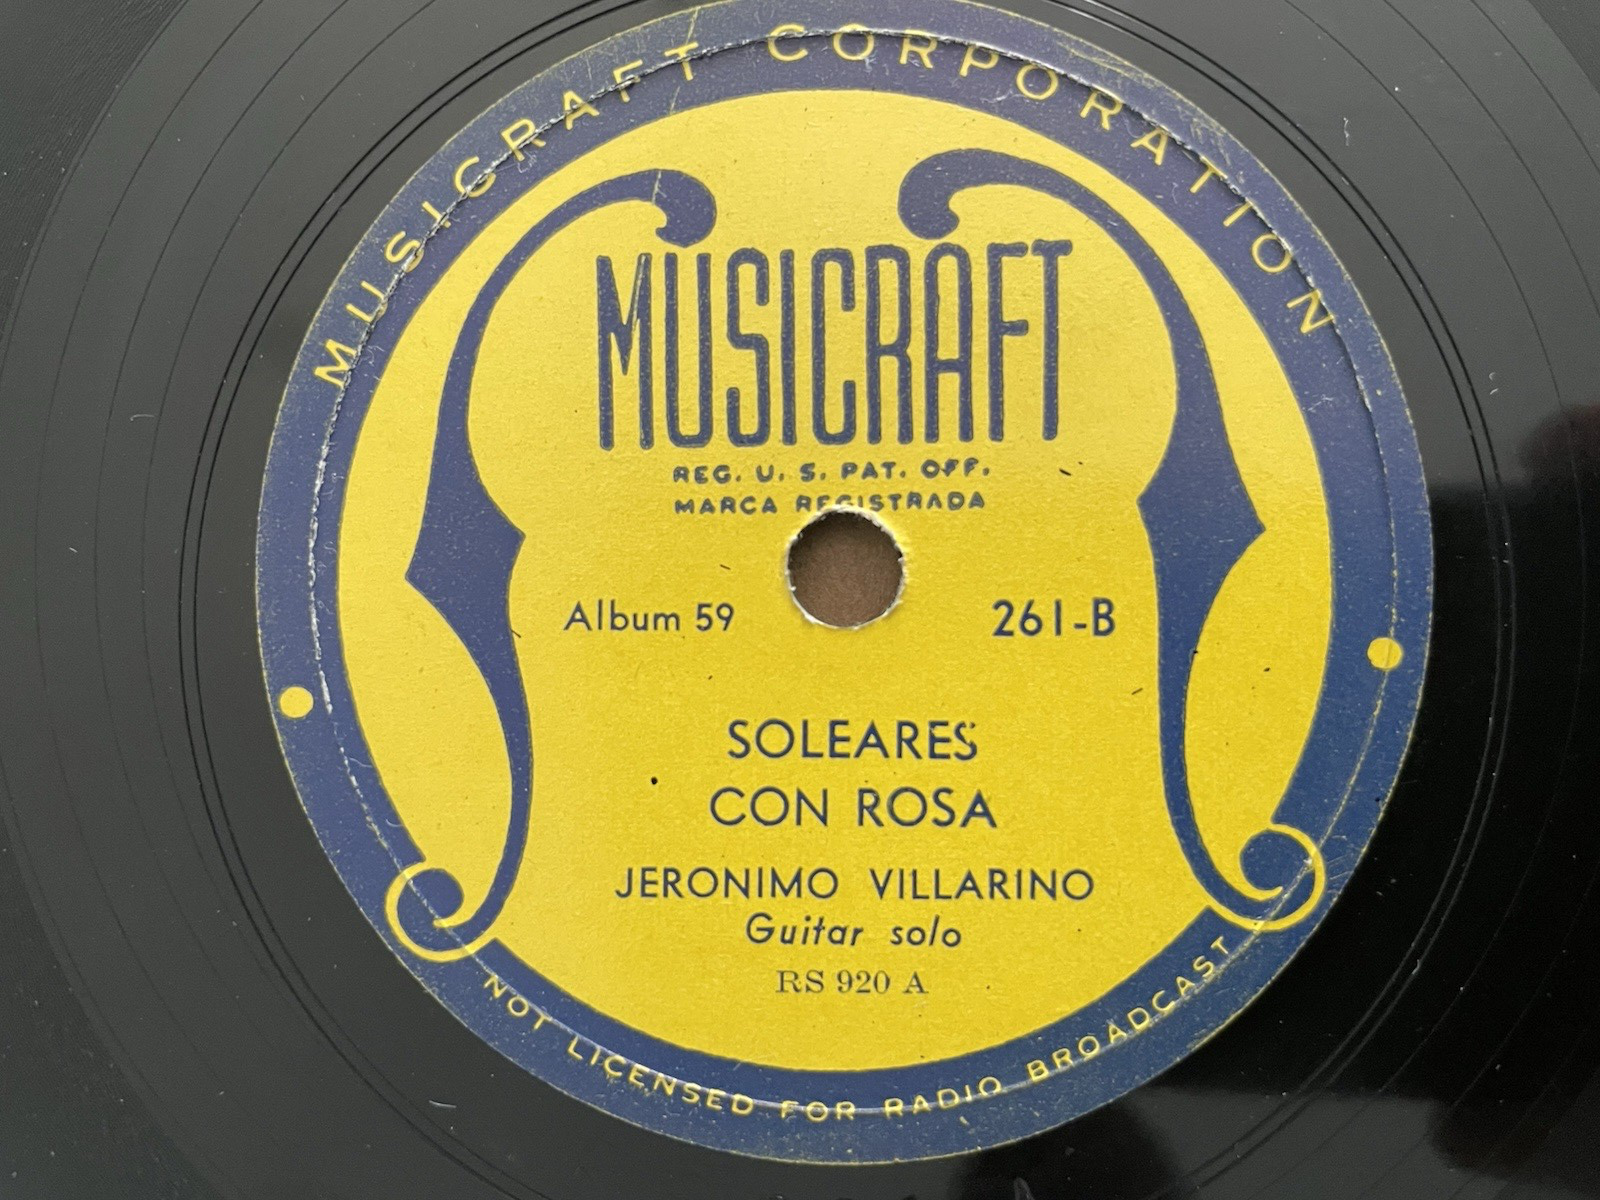 MUSICRAFT CORPORATION
MUSICRAFT
REG. U. S. PAT. OFF.
MARCA REGISTRADA
Album 59 261-B
SOLEARES
CON ROSA
JERONIMO VILLARINO
Guitar solo
RS 920 A
NOT LICENSED FOR RADIO BROADCAST